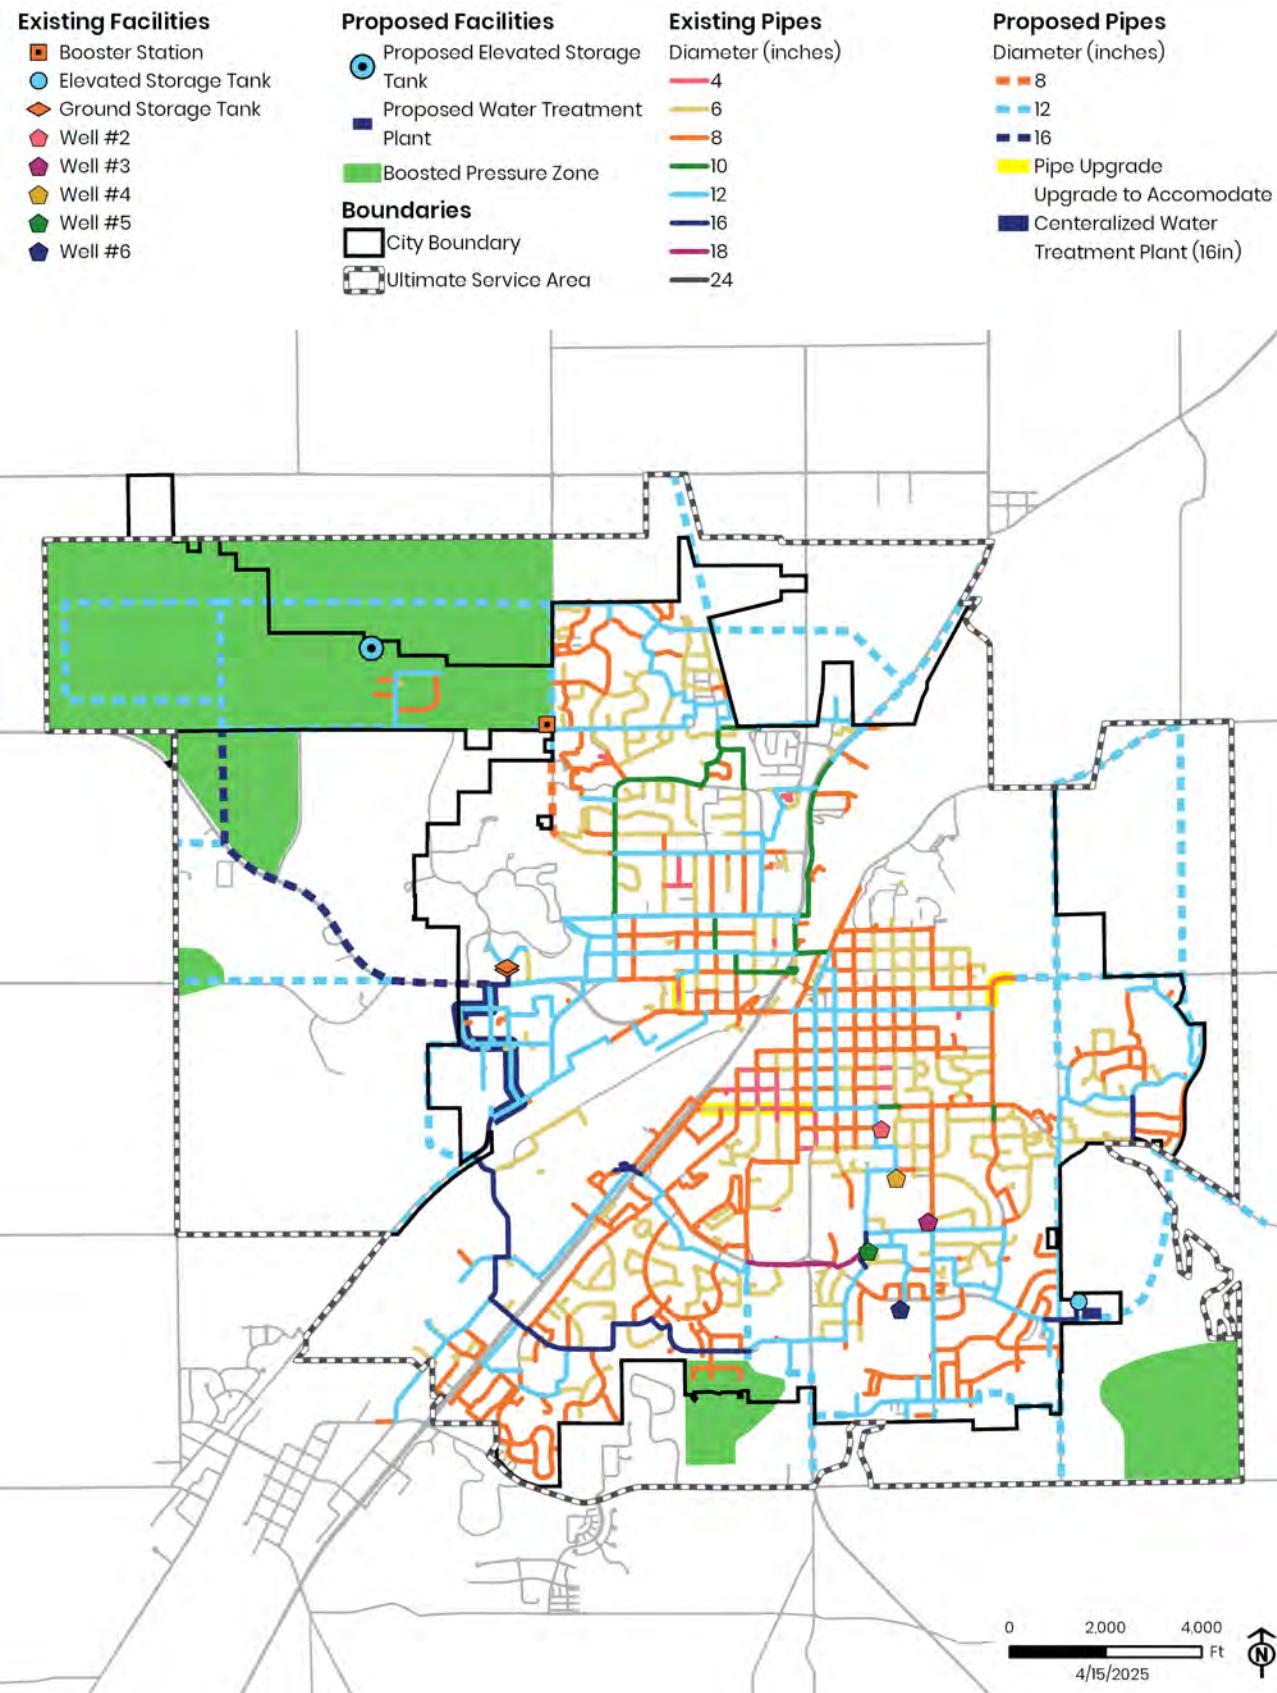 Existing Facilities
Booster Station
Elevated Storage Tank
Ground Storage Tank
Well #2
Well #3
Well #4
Well #5
Well #6
Proposed Facilities
Proposed Elevated Storage
Tank
Proposed Water Treatment
Plant
Boosted Pressure Zone
Boundaries
City Boundary
Ultimate Service Area
Existing Pipes
Diameter (inches)
4
6
8
10
12
16
18
24
Proposed Pipes
Diameter (inches)
8
12
16
Pipe Upgrade
Upgrade to Accomodate
Centeralized Water
Treatment Plant (16in)
0 2,000 4,000
Ft
4/15/2025
N